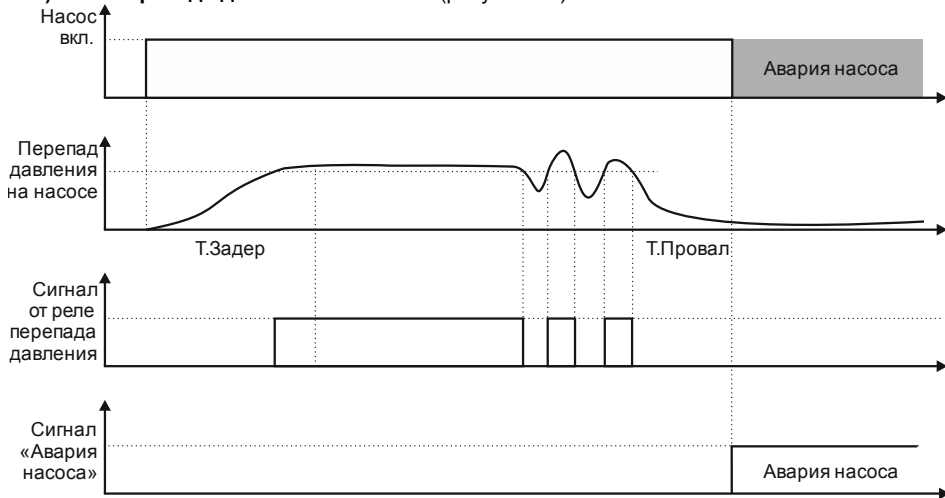 (рисунок
Насос
вкл.
Авария насоса
Перепад
давления
на насосе
Т.Задер
Т.Провал
Сигнал
от реле
перепада
давления
Сигнал
«Авария
насоса»
Авария насоса